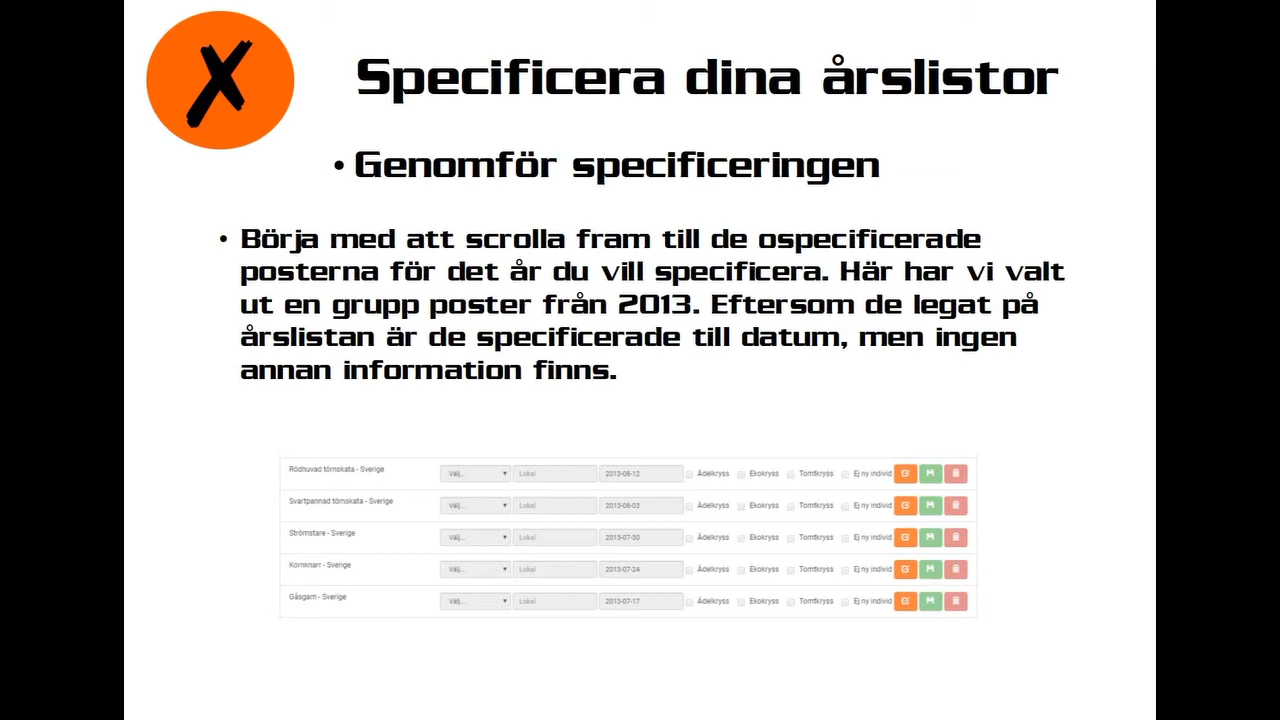 Specificera dina årslistor
• Genomför specificeringen
• Börja med att scrolla fram till de ospecificerade
posterna för det år du vill specificera. Här har vi valt
ut en grupp poster från 2013. Eftersom de legat på
årslistan är de specificerade till datum, men ingen
annan information finns.
Rödhuvad törnskata - Sverige Välj... Lokal 2013-08-12 Ädelkryss Ekokryss Tomtkryss Ej ny individ
Svartpannad törnskata - Sverige Välj... Lokal 2013-08-03 Ädelkryss Ekokryss Tomtkryss Ej ny individ
Strömstare - Sverige Välj... Lokal 2013-07-30 Ädelkryss Ekokryss Tomtkryss Ej ny individ
Kornknarr - Sverige Välj... Lokal 2013-07-24 Ädelkryss Ekokryss Tomtkryss Ej ny individ
Gåsgam - Sverige Välj... Lokal 2013-07-17 Ädelkryss Ekokryss Tomtkryss Ej ny individ